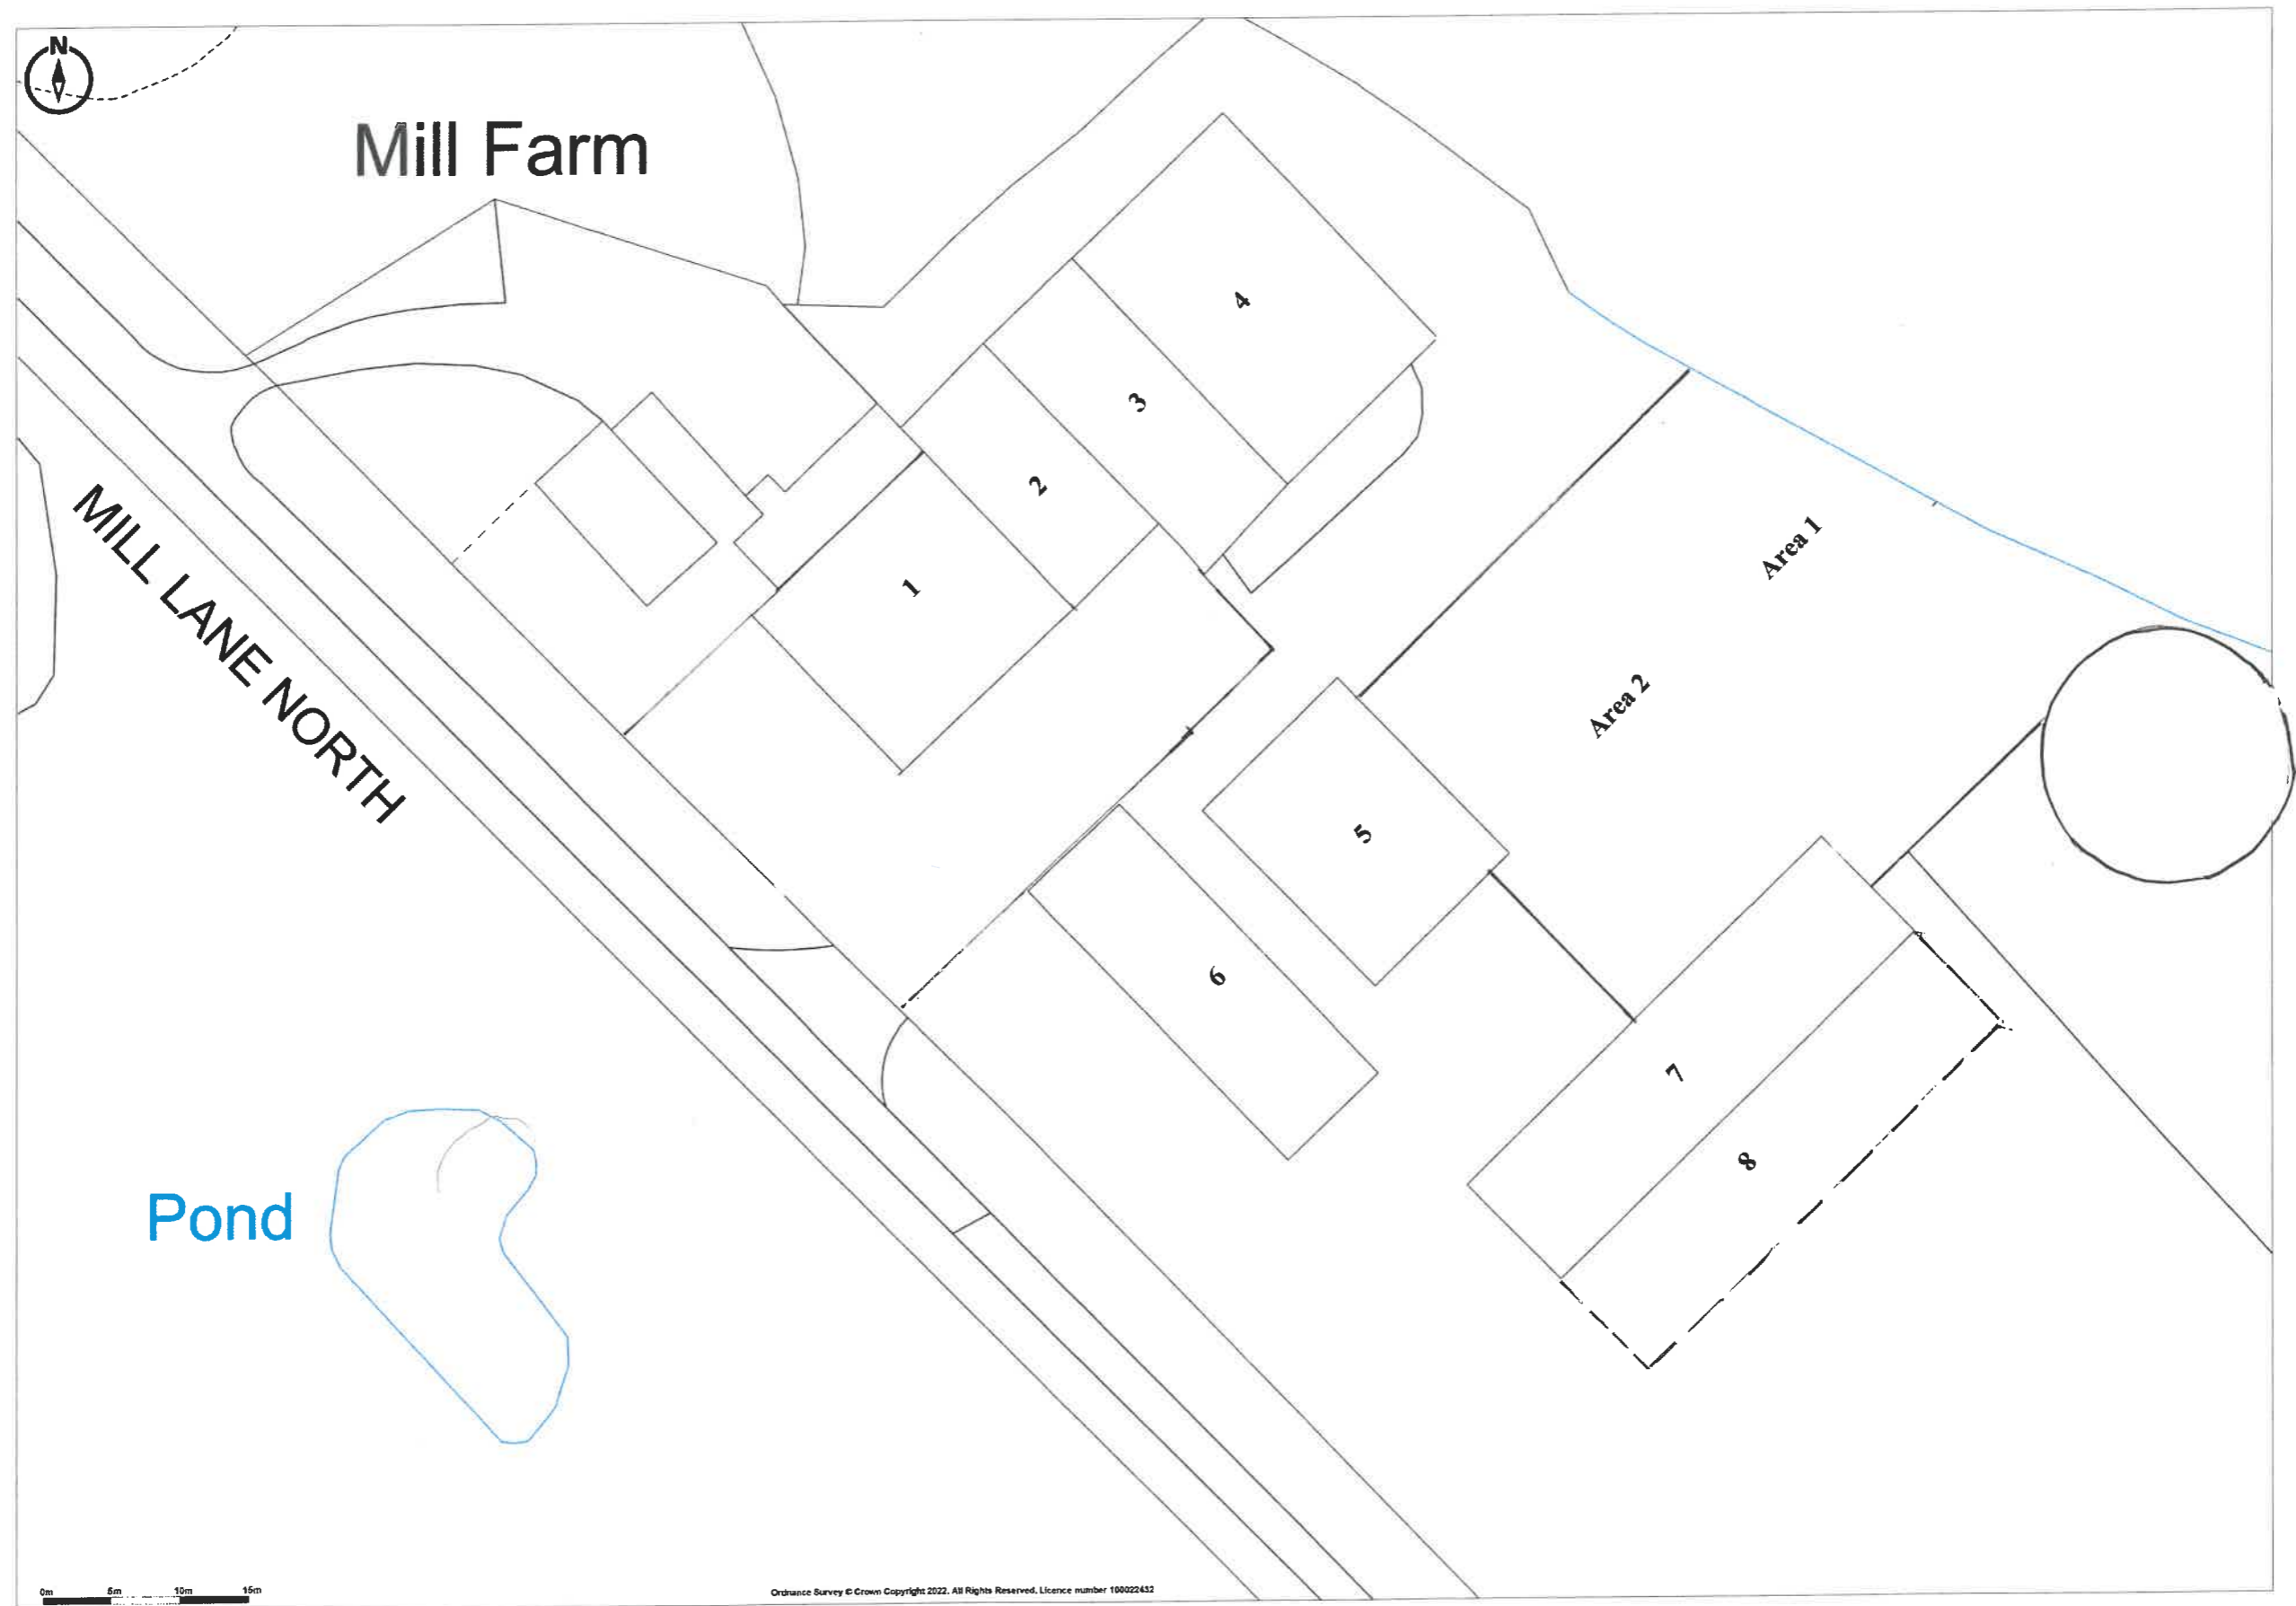 N
Mill Farm
4
3
2
1
Area 1
Area 2
MILL LANE NORTH
5
6
7
8
Pond
0m 5m 10m 15m
Ordnance Survey © Crown Copyright 2022. All Rights Reserved. Licence number 100022432